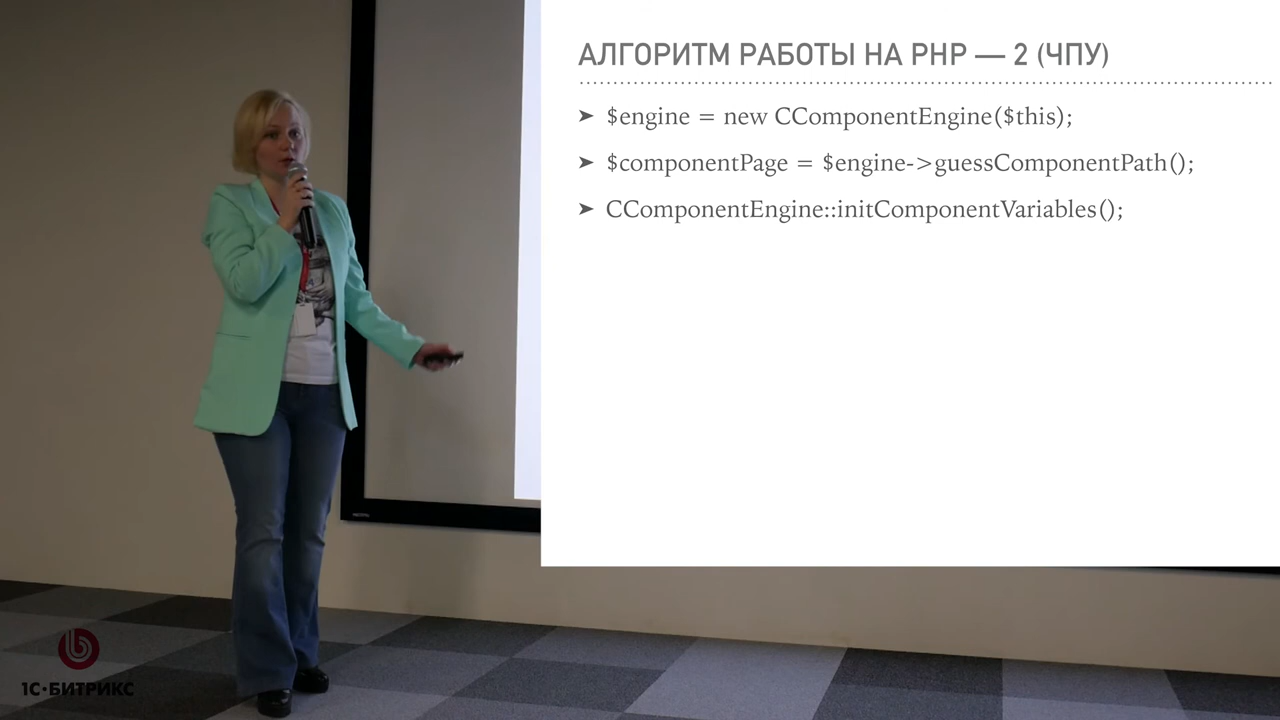 АЛГОРИТМ РАБОТЫ НА PHP — 2 (ЧПУ)
➤ $engine = new CComponentEngine($this);
➤ $componentPage = $engine->guessComponentPath();
➤ CComponentEngine::initComponentVariables();
1С·БИТРИКС